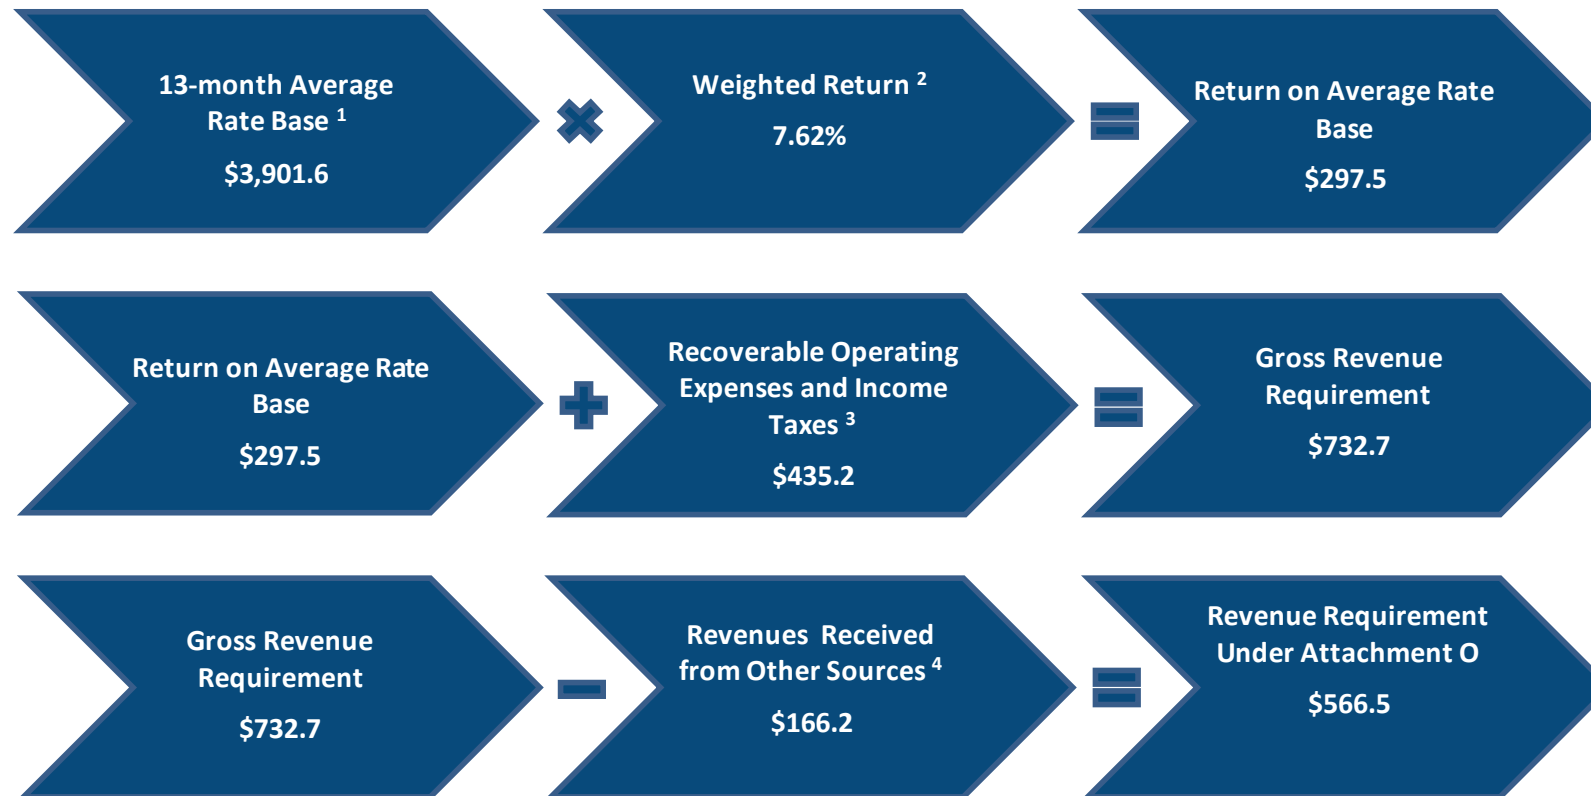 13-month Average
Rate Base 1
$3,901.6
Weighted Return 2
7.62%
Return on Average Rate
Base
$297.5
Return on Average Rate
Base
$297.5
Recoverable Operating
Expenses and Income
Taxes 3
$435.2
Gross Revenue
Requirement
$732.7
Gross Revenue
Requirement
$732.7
Revenues Received
from Other Sources 4
$166.2
Revenue Requirement
Under Attachment O
$566.5